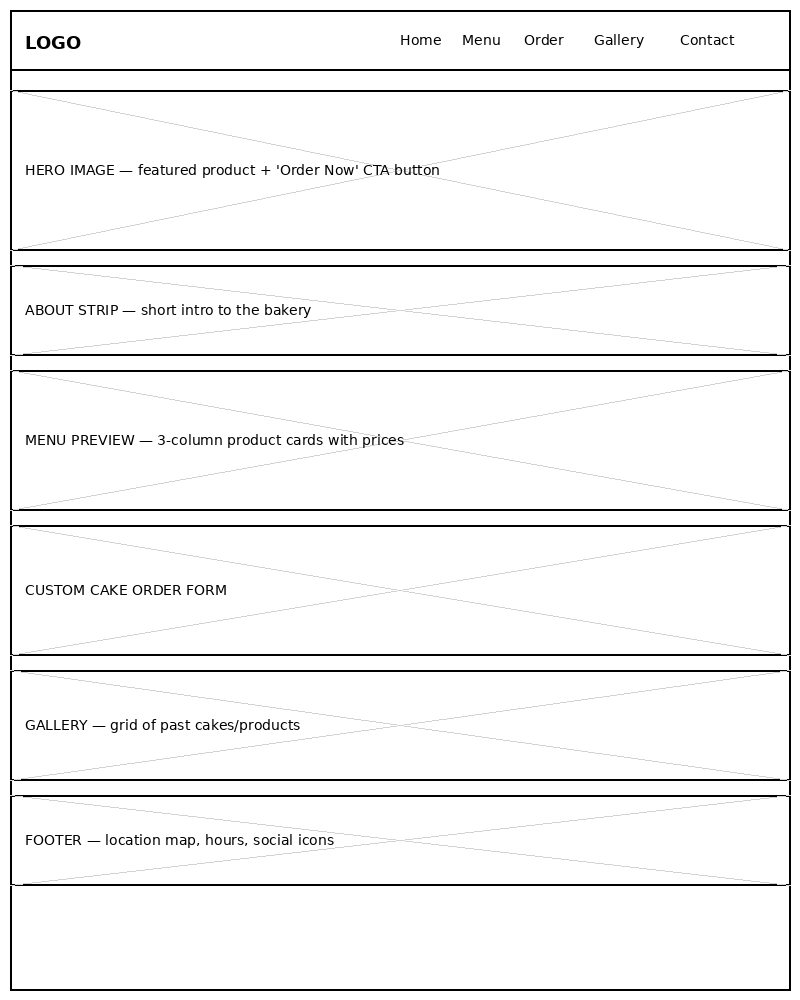 LOGO Home Menu Order Gallery Contact
HERO IMAGE — featured product + 'Order Now' CTA button
ABOUT STRIP — short intro to the bakery
MENU PREVIEW — 3-column product cards with prices
CUSTOM CAKE ORDER FORM
GALLERY — grid of past cakes/products
FOOTER — location map, hours, social icons